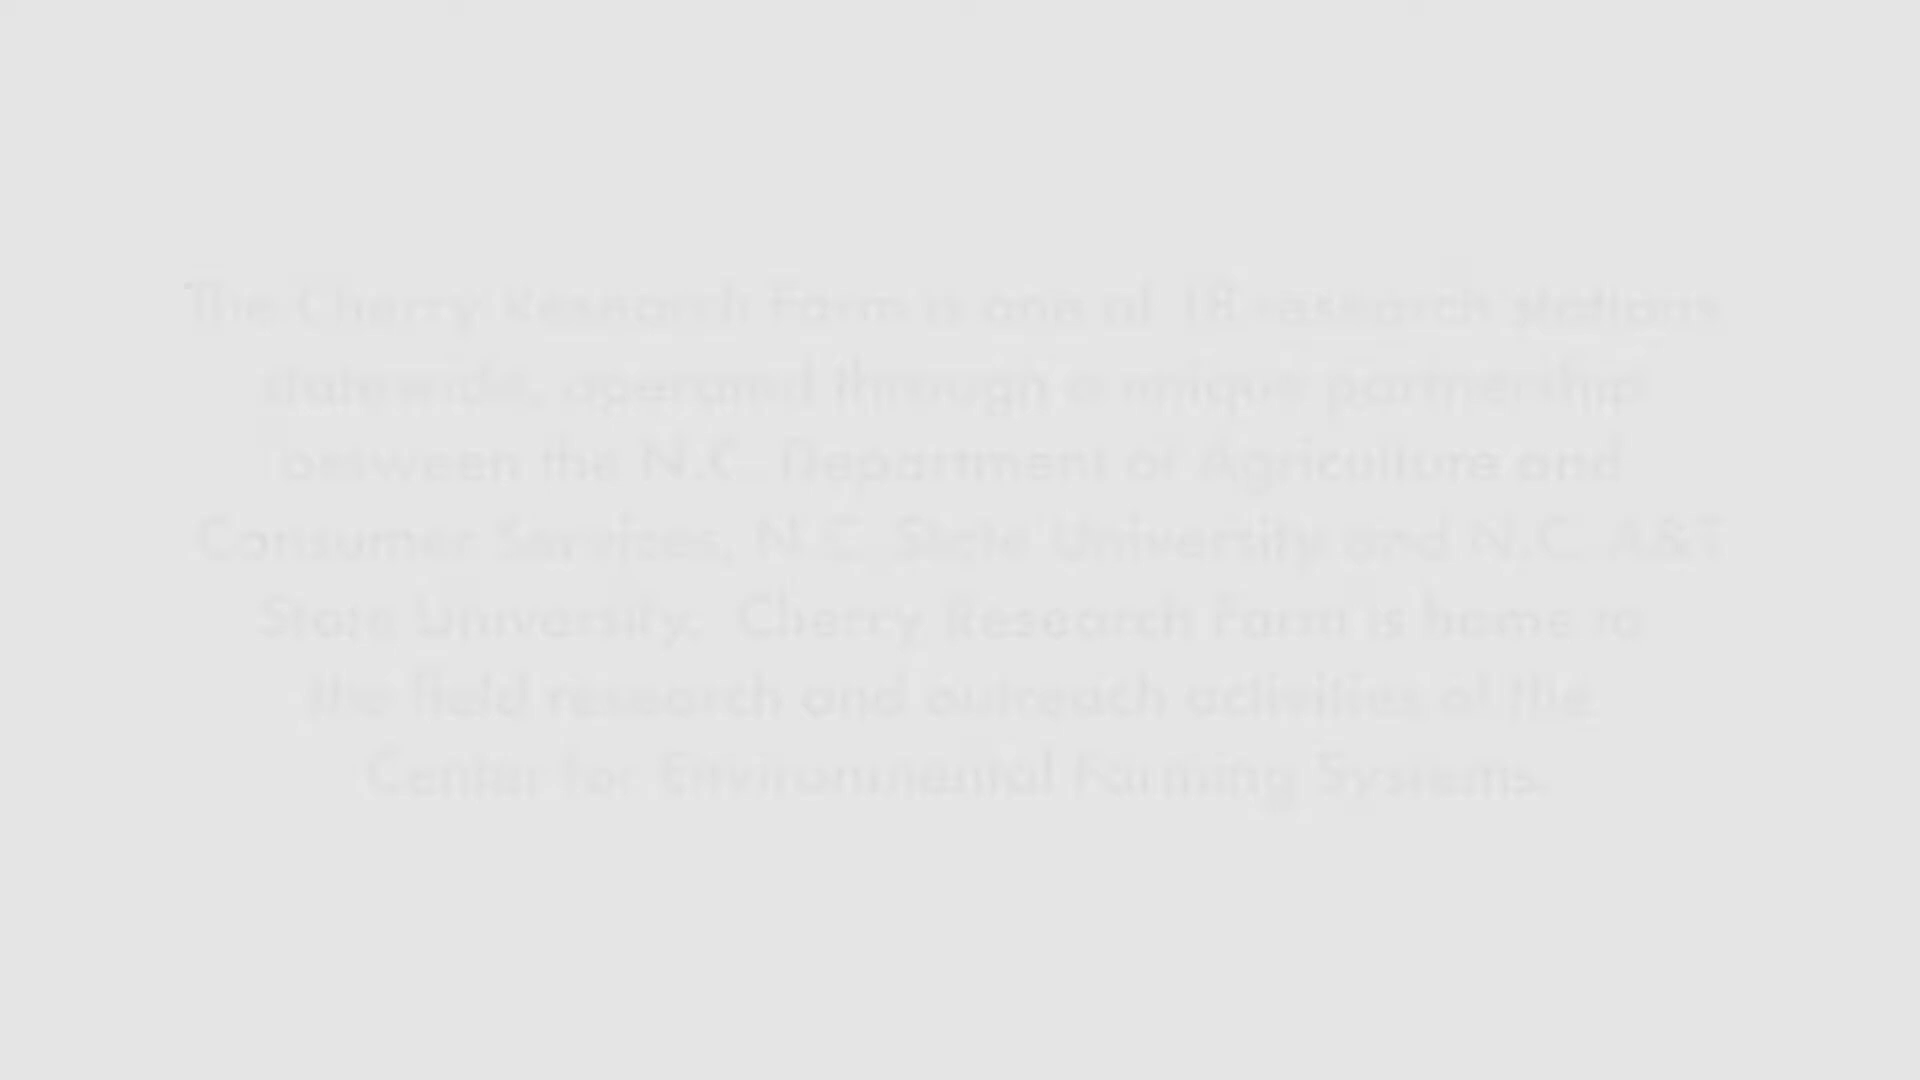 The Cherry Research Farm is one of 18 research stations
statewide, operated through a unique partnership
between the N.C. Department of Agriculture and
Consumer Services, N.C. State University and N.C. A&T
State University. Cherry Research Farm is home to
the field research and outreach activities of the
Center for Environmental Farming Systems.